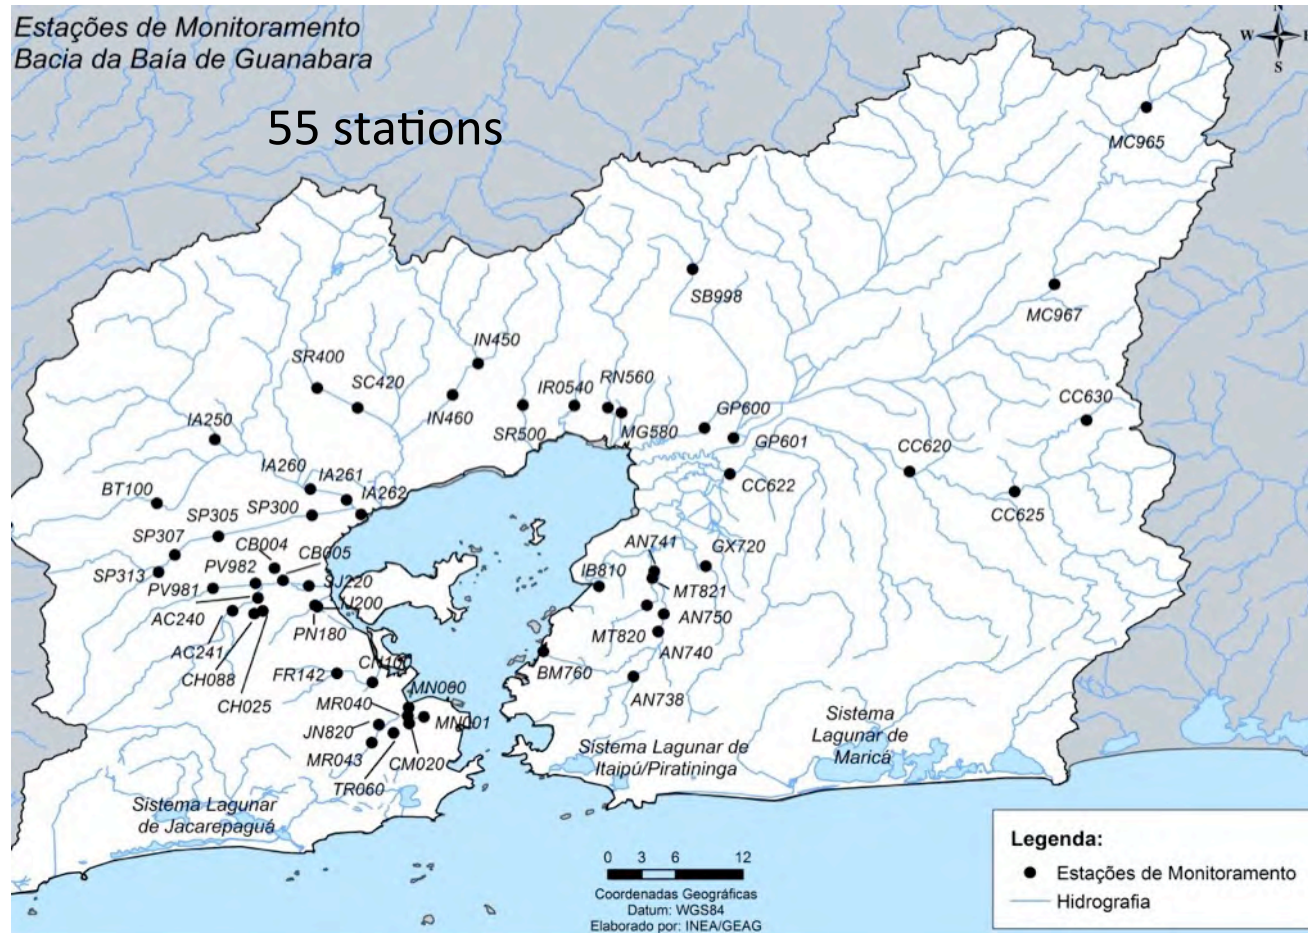 Estações de Monitoramento
Bacia da Baía de Guanabara
55 stations
N
W
E
S
MC965
SB998
MC967
IN450
SR400
SC420
RN560
IR0540
CC630
IA250
IN460
GP600
SR500
MG580
GP601
CC620
IA260
IA261
CC622
BT100
IA262
SP300
CC625
SP305
SP307
CB004
AN741
CB005
GX720
PV982
IB810
SP313
SJ220
PV981
MT821
IJ200
AC240
AN750
PN180
MT820
AC241
AN740
CN100
CH088
FR142
BM760
MN000
AN738
CH025
MR040
MN001
JN820
MR043
CM020
TR060
Sistema
Lagunar de
Maricá
Sistema Lagunar de
Itaipú/Piratininga
Sistema Lagunar
de Jacarepaguá
0 3 6 12
Coordenadas Geográficas
Datum: WGS84
Elaborado por: INEA/GEAG
Legenda:
Estações de Monitoramento
Hidrografia